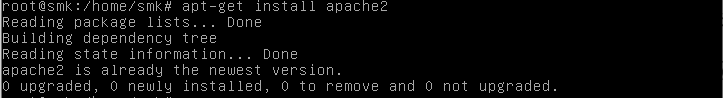 root@smk:/home/smk# apt-get install apache2
Reading package lists... Done
Building dependency tree
Reading state information... Done
apache2 is already the newest version.
0 upgraded, 0 newly installed, 0 to remove and 0 not upgraded.